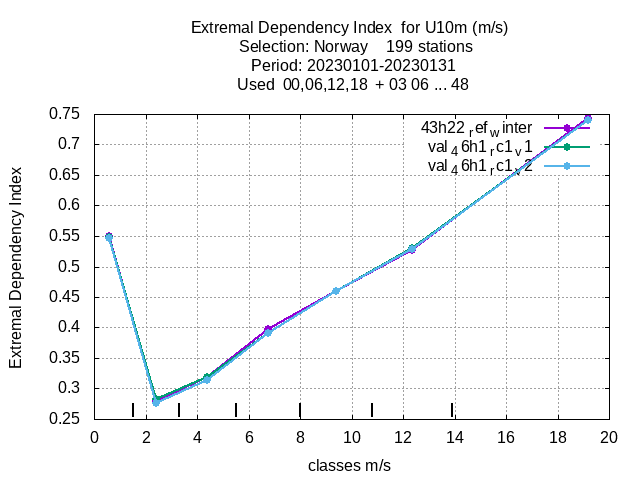 Extremal Dependency Index for U10m (m/s)
Selection: Norway 199 stations
Period: 20230101-20230131
Used 00,06,12,18 + 03 06 ... 48
Extremal Dependency Index
0.75
0.7
0.65
0.6
0.55
0.5
0.45
0.4
0.35
0.3
0.25
43h22refwinter
val46h1rc1v1
val46h1rc1v2
0 2 4 6 8 10 12 14 16 18 20
classes m/s